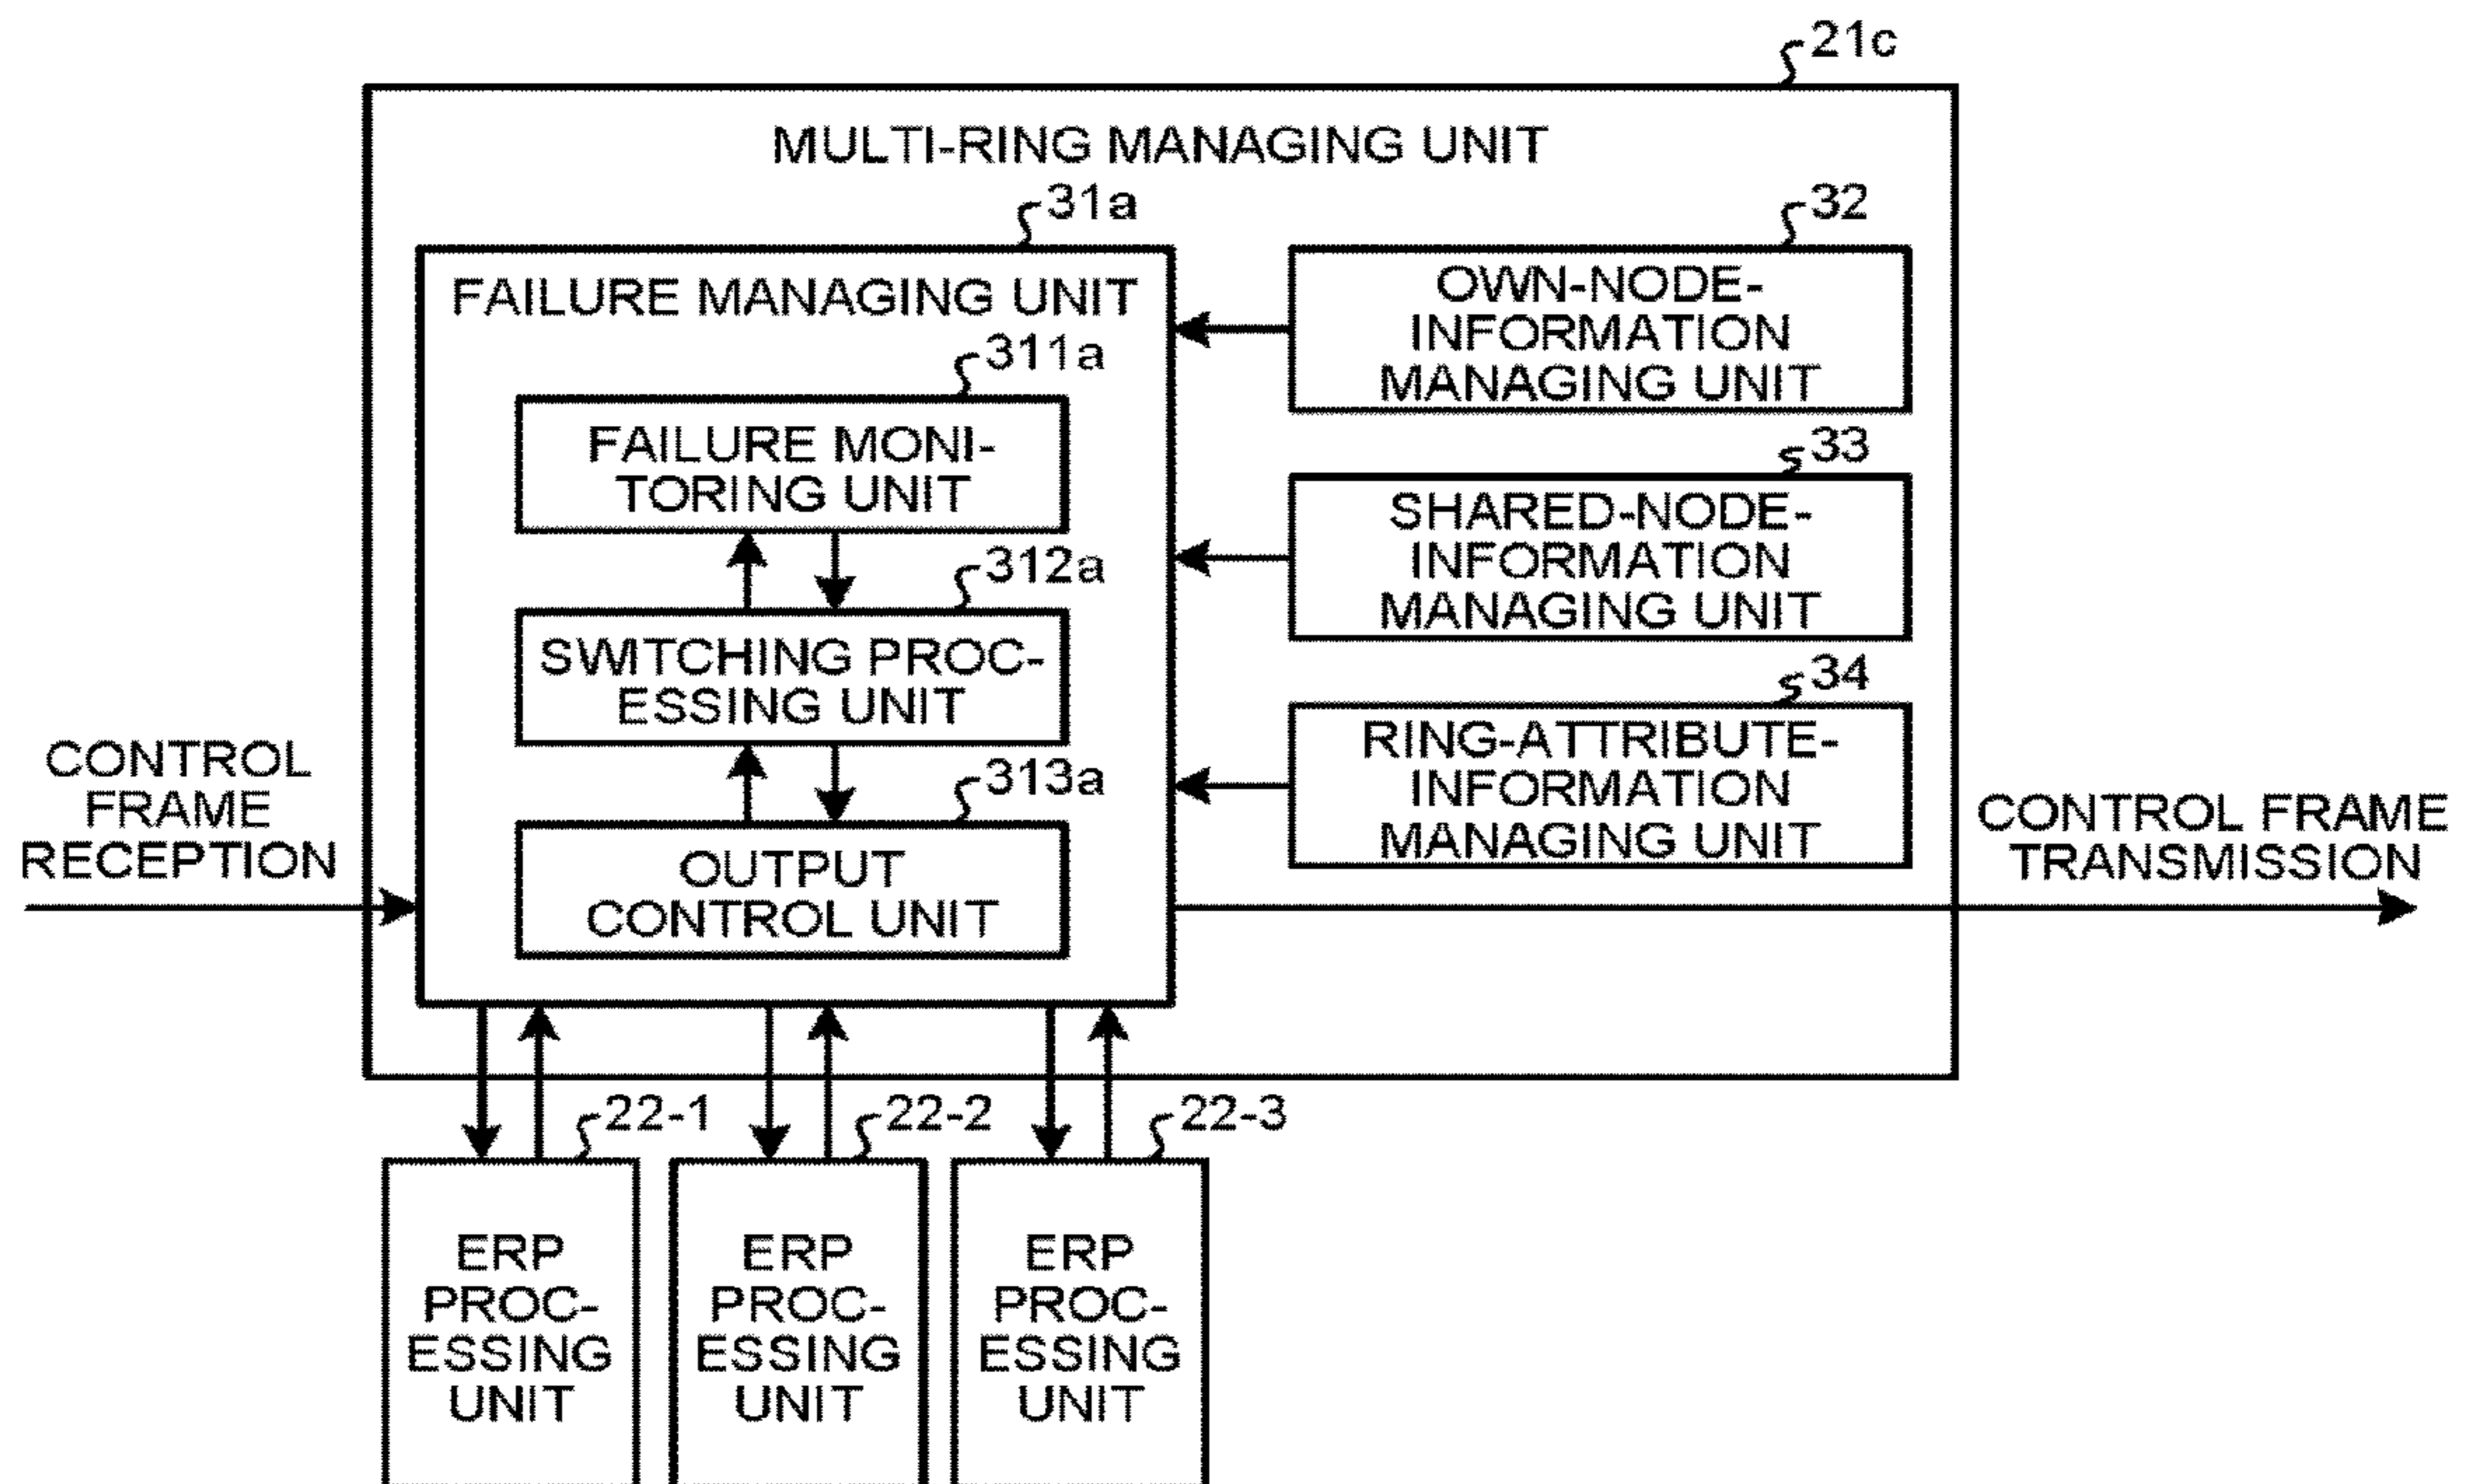 21c
MULTI-RING MANAGING UNIT
31a
32
FAILURE MANAGING UNIT
OWN-NODE-
INFORMATION
MANAGING UNIT
311a
FAILURE MONI-
TORING UNIT
33
SHARED-NODE-
INFORMATION
MANAGING UNIT
312a
SWITCHING PROC-
ESSING UNIT
34
RING-ATTRIBUTE-
INFORMATION
MANAGING UNIT
313a
OUTPUT
CONTROL UNIT
CONTROL
FRAME
RECEPTION
CONTROL FRAME
TRANSMISSION
22-1
22-2
22-3
ERP
PROC-
ESSING
UNIT
ERP
PROC-
ESSING
UNIT
ERP
PROC-
ESSING
UNIT